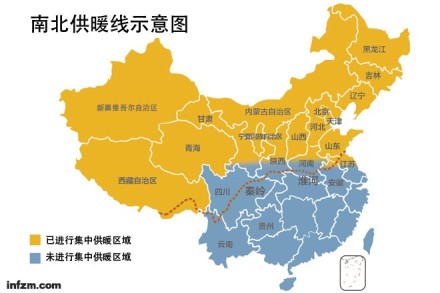 南北供暖线示意图
黑龙江
吉林
辽宁
新疆维吾尔自治区
内蒙古自治区
甘肃
北京
天津
河北
山西
宁夏回族自治区
山东
青海
陕西
河南
江苏
西藏自治区
四川
秦岭
淮河
安徽
贵州
云南
已进行集中供暖区域
未进行集中供暖区域
infzm.com